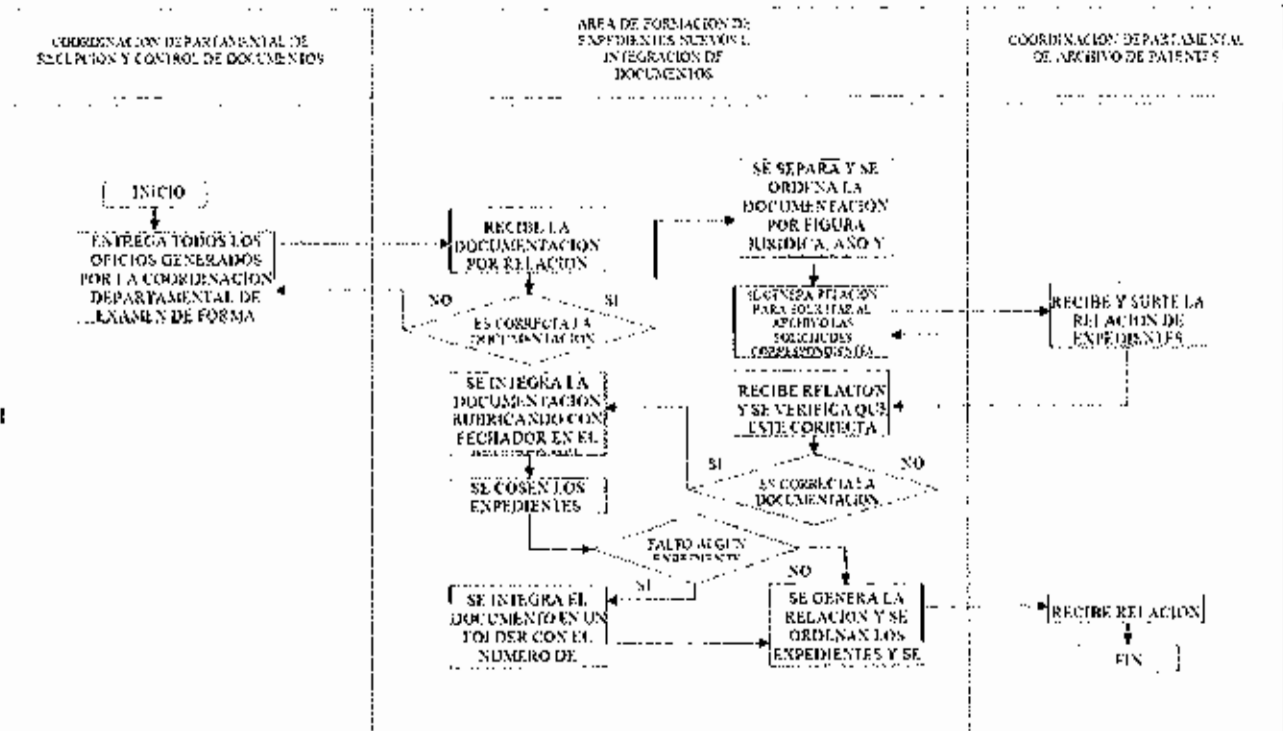 COORDINACION DEPARTAMENTAL DE
RECEPCION Y CONTROL DE DOCUMENTOS
AREA DE FORMACION DE
EXPEDIENTES NUEVOS E
INTEGRACION DE
DOCUMENTOS
COORDINACION DEPARTAMENTAL
DE ARCHIVO DE PATENTES
INICIO
ENTREGA TODOS LOS
OFICIOS GENERADOS
POR LA COORDINACION
DEPARTAMENTAL DE
EXAMEN DE FORMA
RECIBE LA
DOCUMENTACION
POR RELACION
NO
SI
ES CORRECTA LA
DOCUMENTACION
SE SEPARA Y SE
ORDENA LA
DOCUMENTACION
POR FIGURA
JURIDICA, AÑO Y
SE GENERA RELACION
PARA SOLICITAR AL
ARCHIVO LAS
SOLICITUDES
CORRESPONDIENTES
RECIBE Y SURTE LA
RELACION DE
EXPEDIENTES
RECIBE RELACION
Y SE VERIFICA QUE
ESTE CORRECTA
SI
NO
ES CORRECTA LA
DOCUMENTACION
SE INTEGRA LA
DOCUMENTACION
RUBRICANDO CON
FECHADOR EN EL
SE COSEN LOS
EXPEDIENTES
FALTO ALGUN
EXPEDIENTE
SI
NO
SE INTEGRA EL
DOCUMENTO EN UN
FOLDER CON EL
NUMERO DE
SE GENERA LA
RELACION Y SE
ORDENAN LOS
EXPEDIENTES Y SE
RECIBE RELACION
FIN